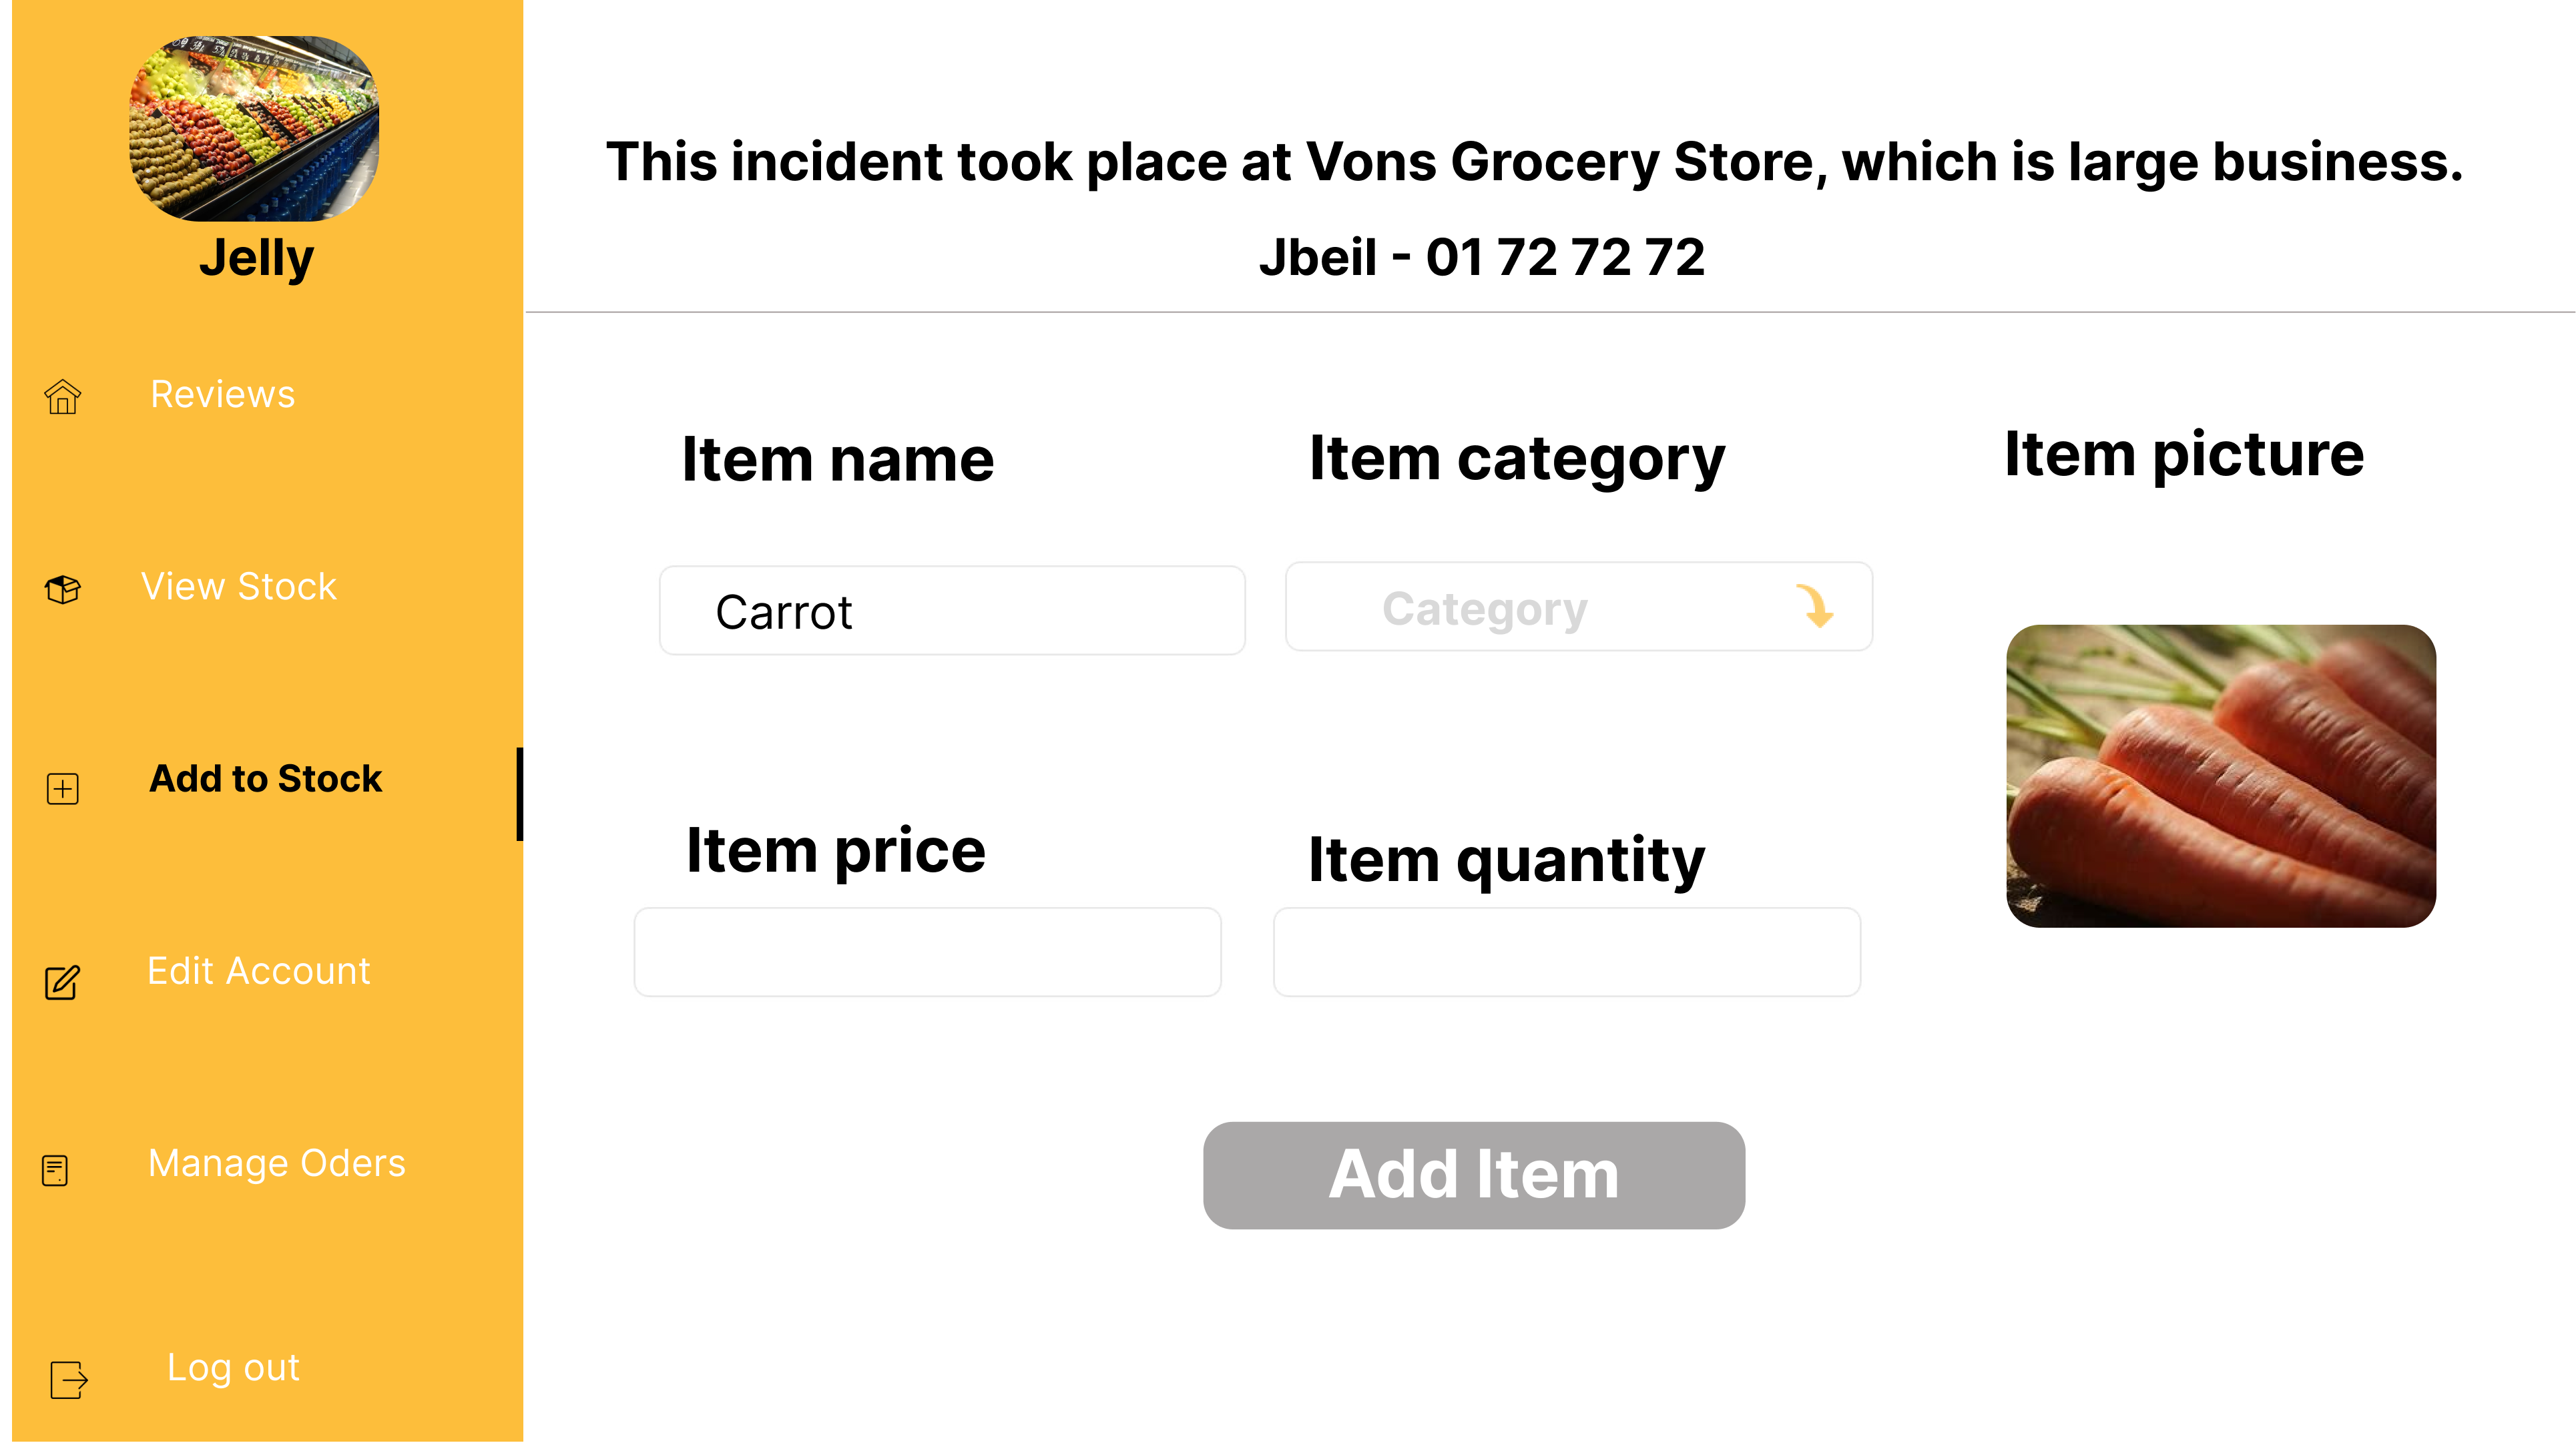 Jelly
Reviews
View Stock
Add to Stock
Edit Account
Manage Oders
Log out
This incident took place at Vons Grocery Store, which is large business.
Jbeil - 01 72 72 72
Item name
Item category
Item picture
Carrot
Category
Item price
Item quantity
Add Item